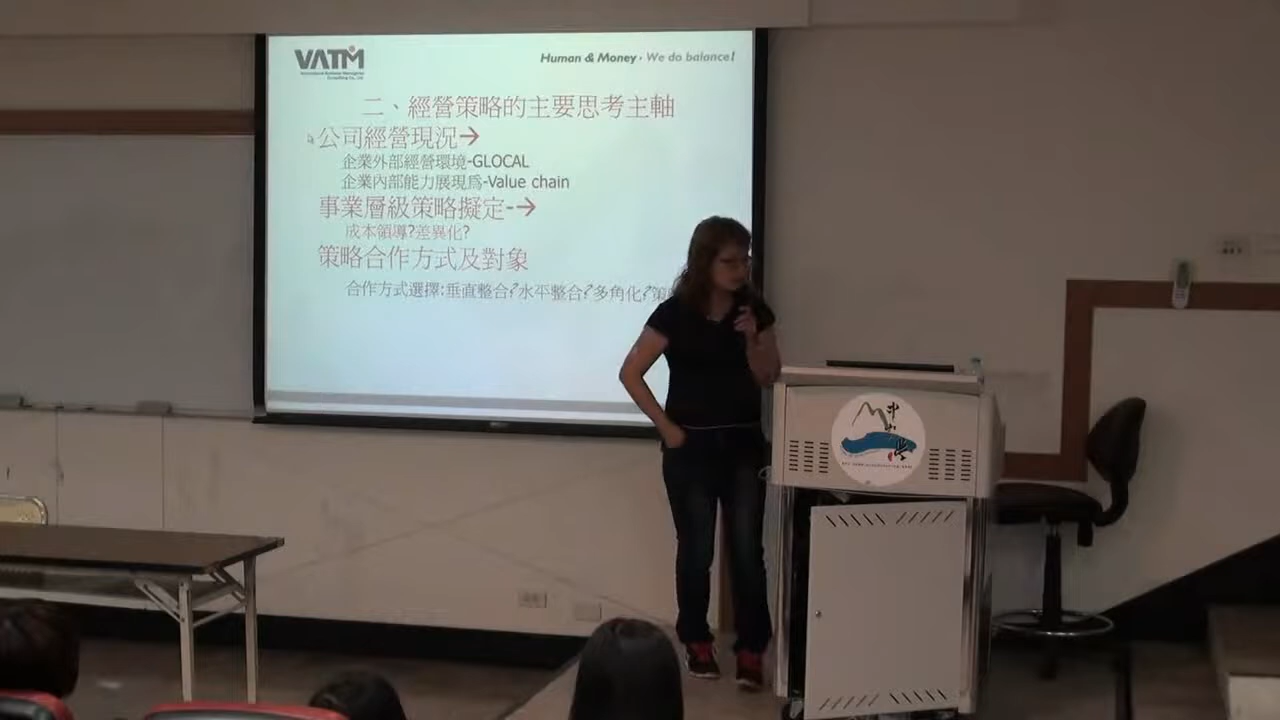 VATM
Human & Money · We do balance!
二、經營策略的主要思考主軸
公司經營現況→
企業外部經營環境-GLOCAL
企業內部能力展現為-Value chain
事業層級策略擬定-→
成本領導?差異化?
策略合作方式及對象
合作方式選擇:垂直整合?水平整合?多角化?策